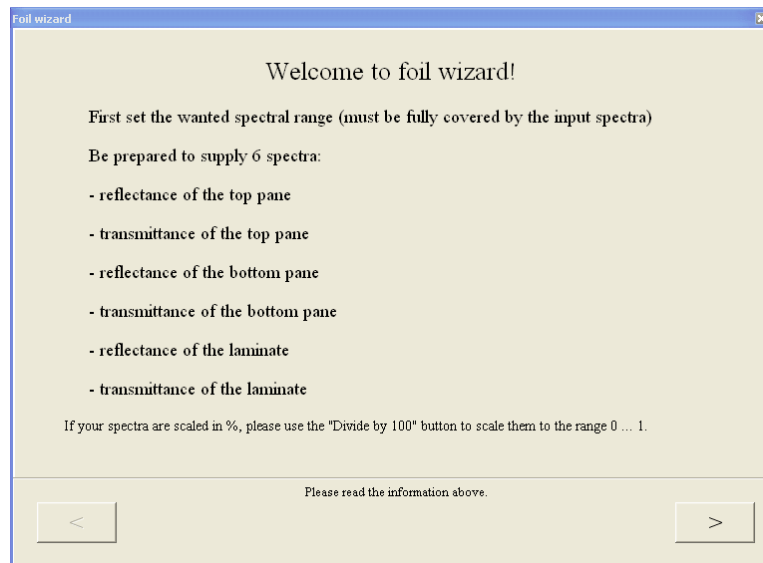 Foil wizard
Welcome to foil wizard!
First set the wanted spectral range (must be fully covered by the input spectra)
Be prepared to supply 6 spectra:
- reflectance of the top pane
- transmittance of the top pane
- reflectance of the bottom pane
- transmittance of the bottom pane
- reflectance of the laminate
- transmittance of the laminate
If your spectra are scaled in %, please use the "Divide by 100" button to scale them to the range 0 ... 1.
Please read the information above.
< >